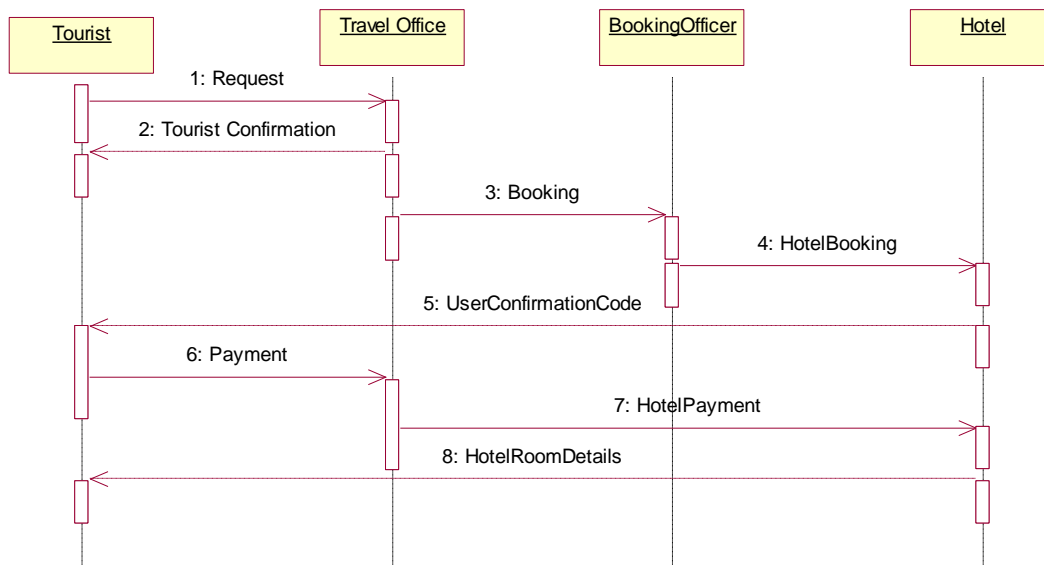 Tourist
Travel Office
BookingOfficer
Hotel
1: Request
2: Tourist Confirmation
3: Booking
4: HotelBooking
5: UserConfirmationCode
6: Payment
7: HotelPayment
8: HotelRoomDetails